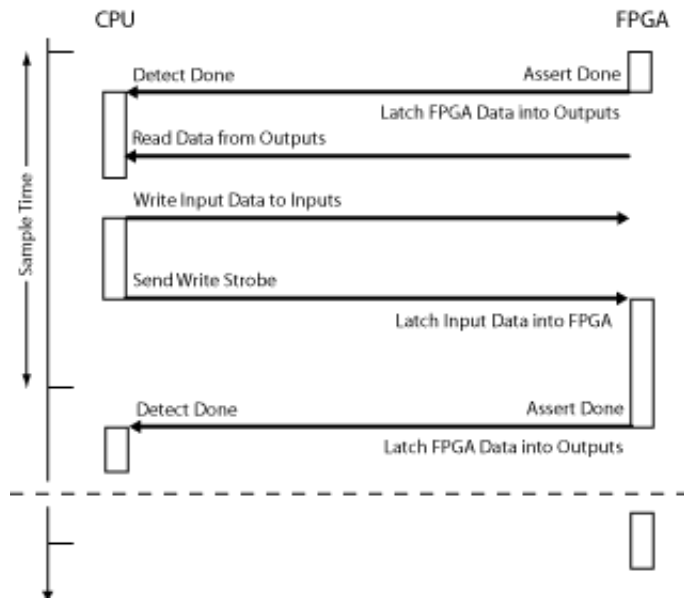 CPU
FPGA
Detect Done
Assert Done
Latch FPGA Data into Outputs
Read Data from Outputs
Write Input Data to Inputs
Sample Time
Send Write Strobe
Latch Input Data into FPGA
Detect Done
Assert Done
Latch FPGA Data into Outputs